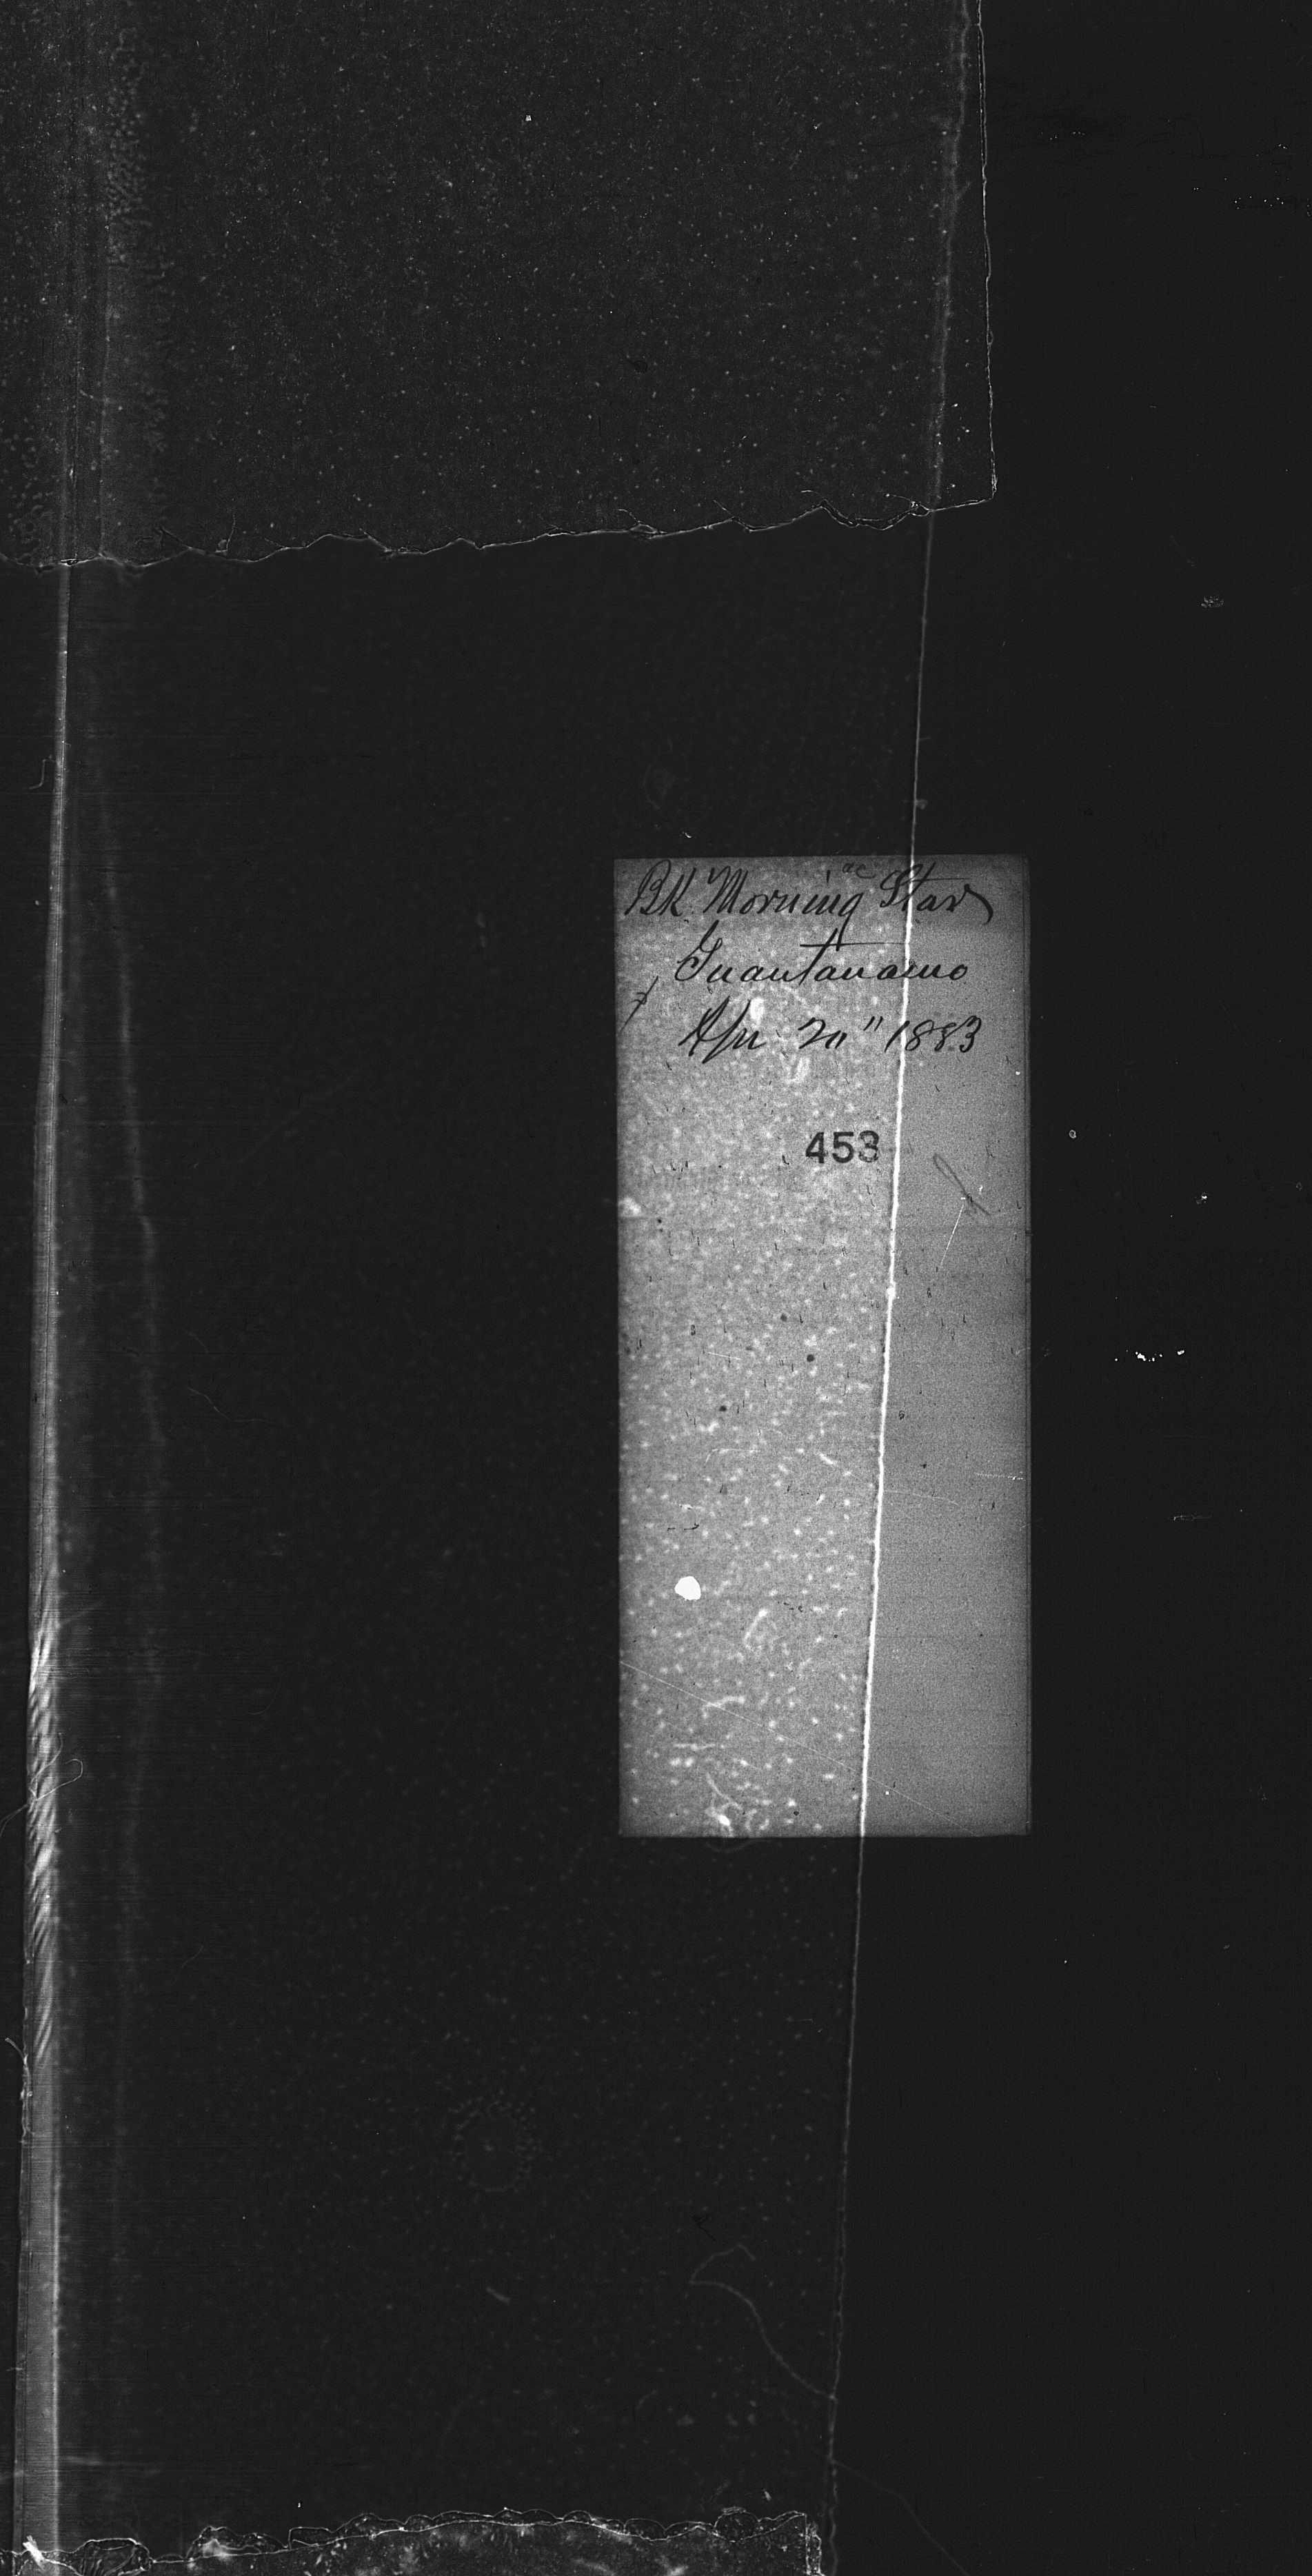 Bk "Morning Star
Guantanamo
Apr 20" 1883
453